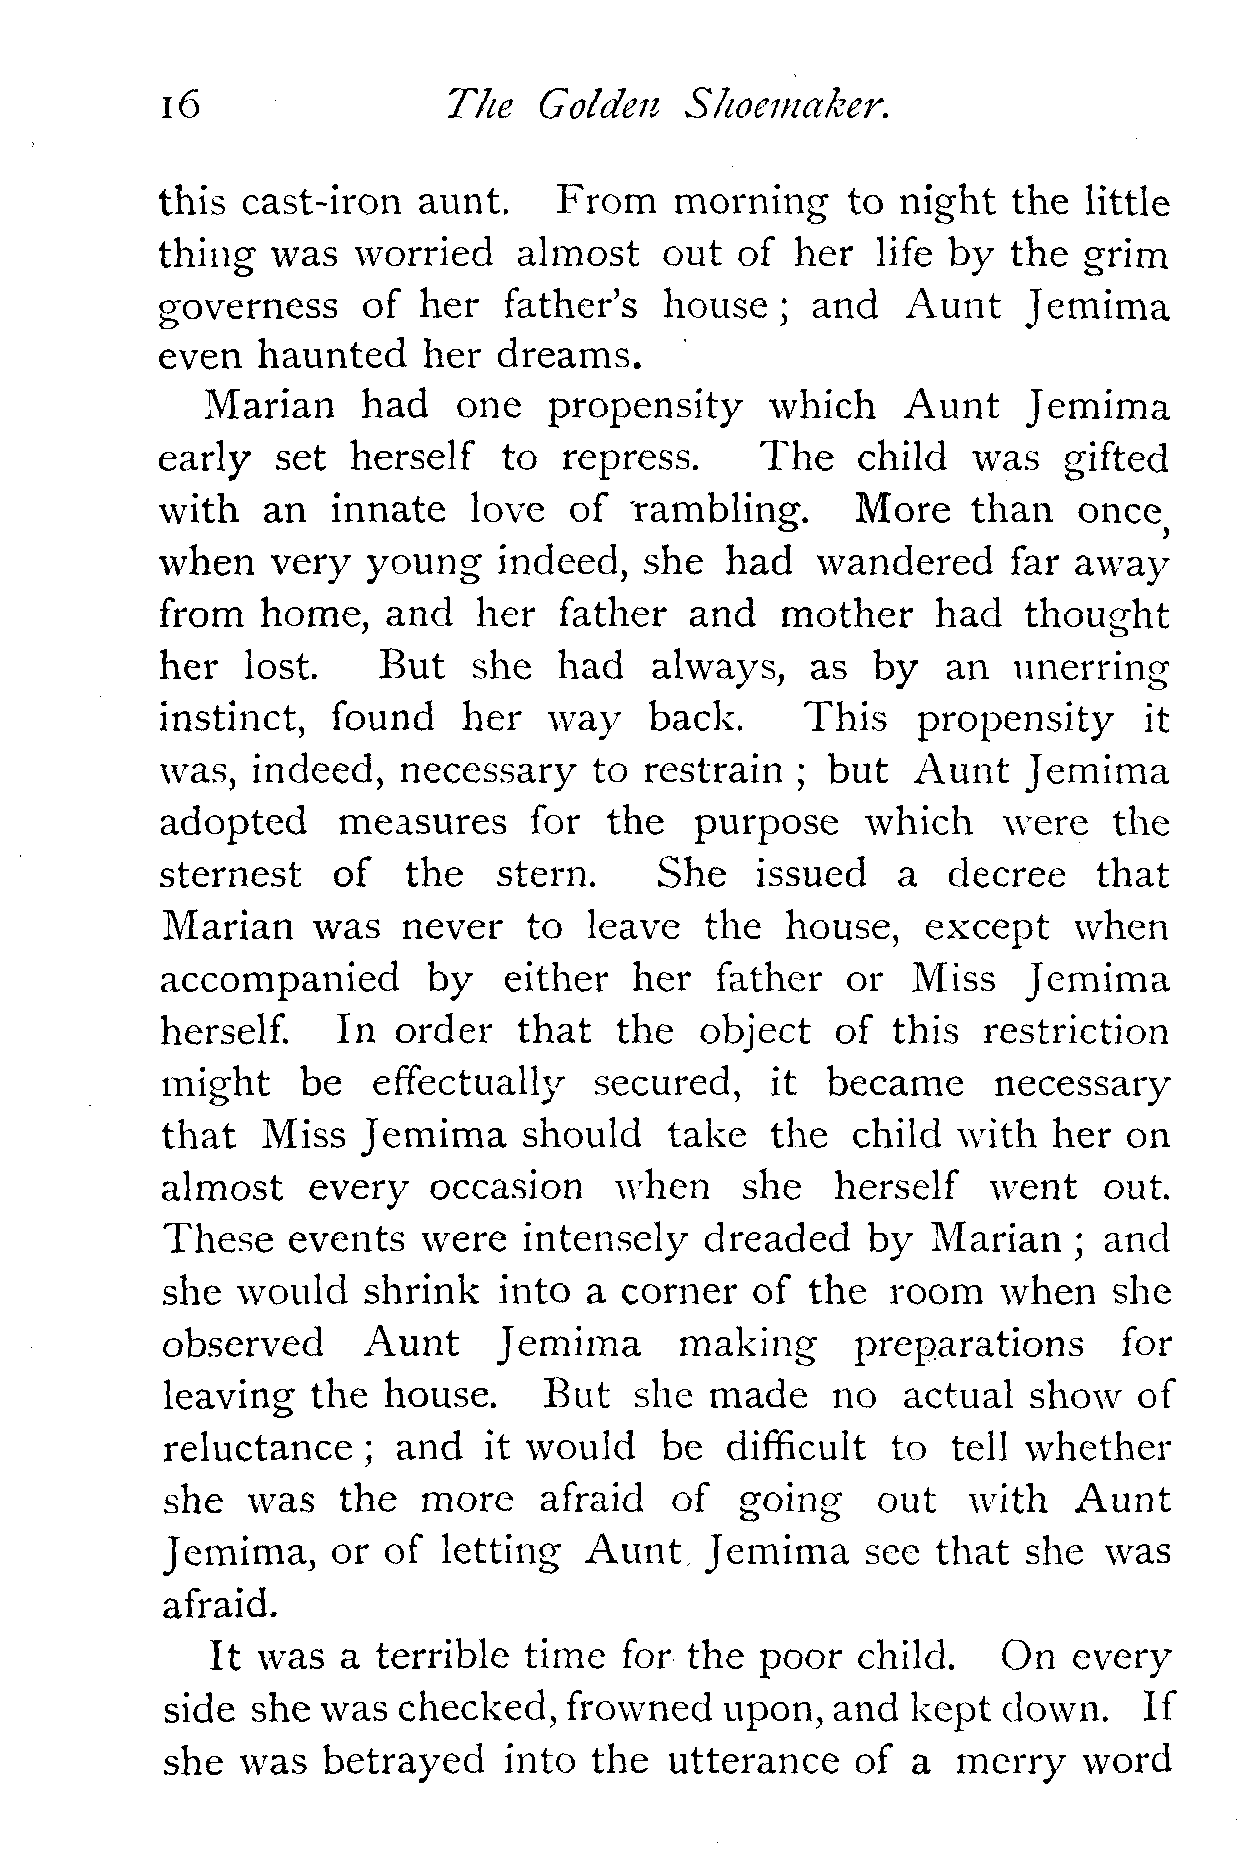 16 The Golden Shoemaker.
this cast-iron aunt. From morning to night the little
thing was worried almost out of her life by the grim
governess of her father's house ; and Aunt Jemima
even haunted her dreams.
Marian had one propensity which Aunt Jemima
early set herself to repress. The child was gifted
with an innate love of rambling. More than once,
when very young indeed, she had wandered far away
from home, and her father and mother had thought
her lost. But she had always, as by an unerring
instinct, found her way back. This propensity it
was, indeed, necessary to restrain ; but Aunt Jemima
adopted measures for the purpose which were the
sternest of the stern. She issued a decree that
Marian was never to leave the house, except when
accompanied by either her father or Miss Jemima
herself. In order that the object of this restriction
might be effectually secured, it became necessary
that Miss Jemima should take the child with her on
almost every occasion when she herself went out.
These events were intensely dreaded by Marian ; and
she would shrink into a corner of the room when she
observed Aunt Jemima making preparations for
leaving the house. But she made no actual show of
reluctance ; and it would be difficult to tell whether
she was the more afraid of going out with Aunt
Jemima, or of letting Aunt Jemima see that she was
afraid.
It was a terrible time for the poor child. On every
side she was checked, frowned upon, and kept down. If
she was betrayed into the utterance of a merry word